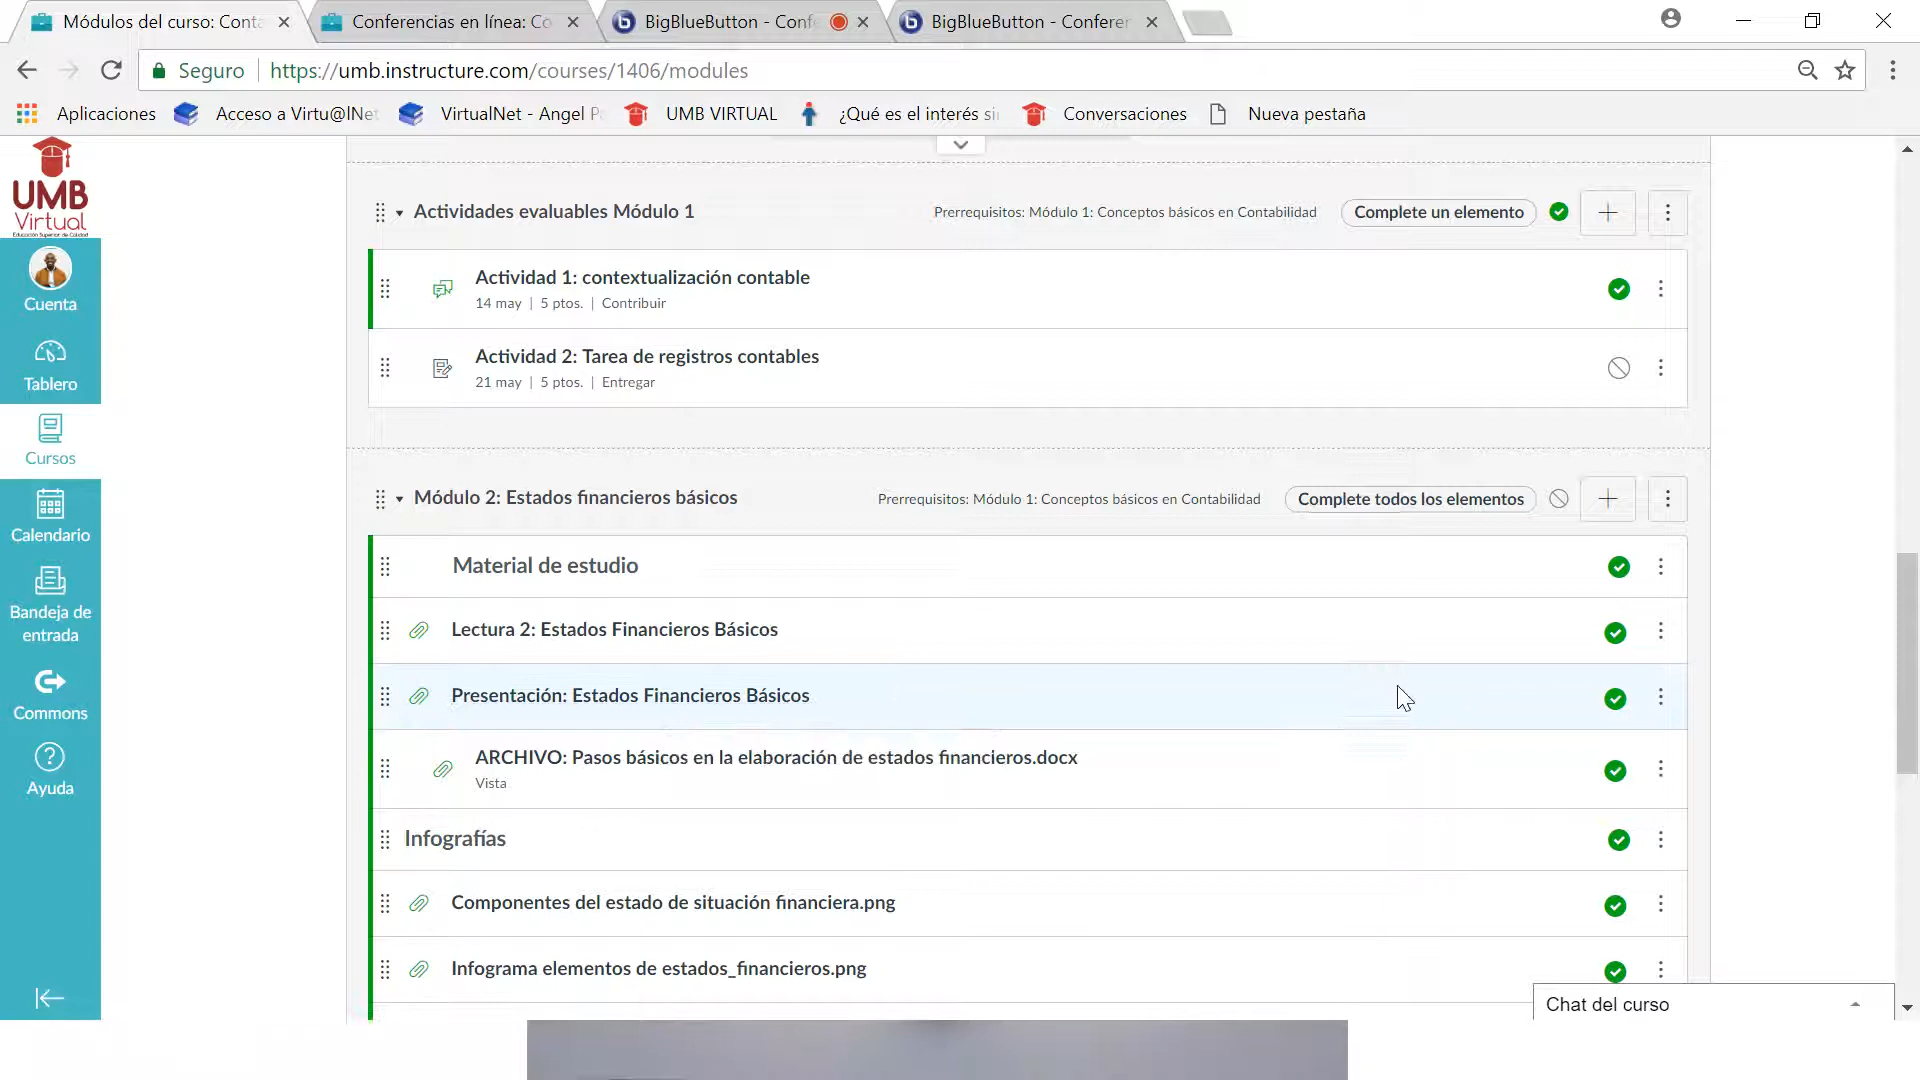 Módulos del curso: Conta
Conferencias en línea: Co
BigBlueButton - Confe
BigBlueButton - Conferen
Seguro
https://umb.instructure.com/courses/1406/modules
Aplicaciones
Acceso a Virtu@lNet
VirtualNet - Angel P
UMB VIRTUAL
¿Qué es el interés si
Conversaciones
Nueva pestaña
UMB
Virtual
Educación Superior de Calidad
Cuenta
Tablero
Cursos
Calendario
Bandeja de
entrada
Commons
Ayuda
Actividades evaluables Módulo 1
Prerrequisitos: Módulo 1: Conceptos básicos en Contabilidad
Complete un elemento
Actividad 1: contextualización contable
14 may | 5 ptos. | Contribuir
Actividad 2: Tarea de registros contables
21 may | 5 ptos. | Entregar
Módulo 2: Estados financieros básicos
Prerrequisitos: Módulo 1: Conceptos básicos en Contabilidad
Complete todos los elementos
Material de estudio
Lectura 2: Estados Financieros Básicos
Presentación: Estados Financieros Básicos
ARCHIVO: Pasos básicos en la elaboración de estados financieros.docx
Vista
Infografías
Componentes del estado de situación financiera.png
Infograma elementos de estados_financieros.png
Chat del curso